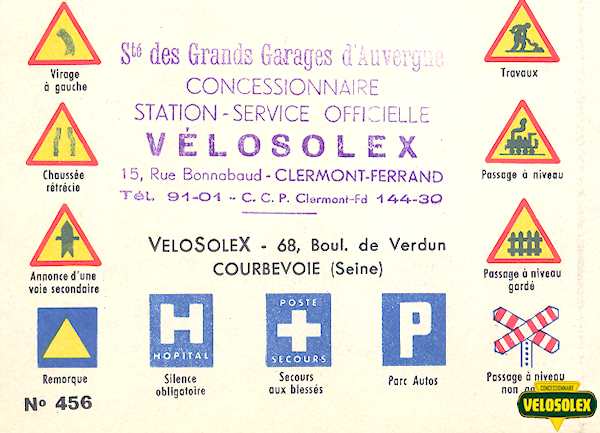 Sté des Grands Garages d'Auvergne
CONCESSIONNAIRE
STATION-SERVICE OFFICIELLE
VÉLOSOLEX
15, Rue Bonnabaud - CLERMONT-FERRAND
Tél. 91-01 - C. C. P. Clermont-Fd 144-30
VELOSOLEX - 68, Boul. de Verdun
COURBEVOIE (Seine)
Virage
à gauche
Chaussée
rétrécie
Annonce d'une
voie secondaire
Travaux
Passage à niveau
Passage à niveau
gardé
Remorque
H
HOPITAL
Silence
obligatoire
POSTE
SECOURS
Secours
aux blessés
P
Parc Autos
Passage à niveau
non
No 456
CONCESSIONNAIRE
VELOSOLEX